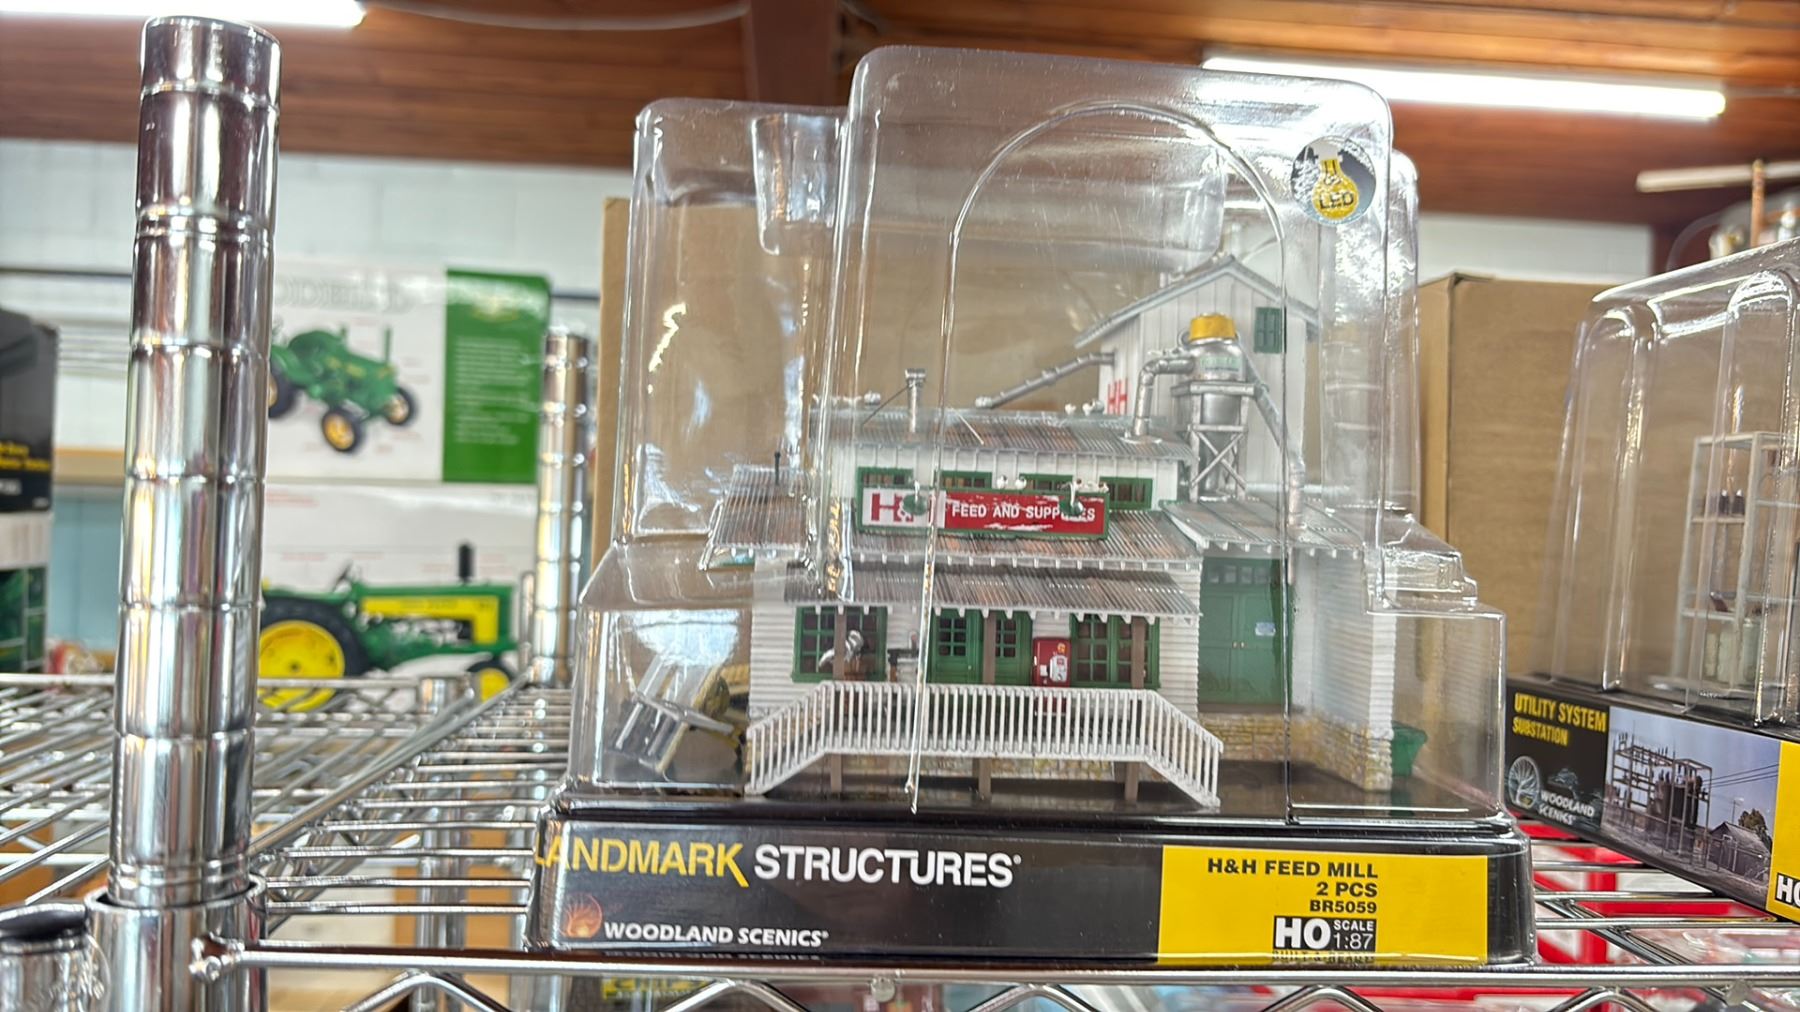 LED
H&H
H& FEED AND SUPPLIES
LANDMARK STRUCTURES®
WOODLAND SCENICS®
H&H FEED MILL
2 PCS
BR5059
HO SCALE
1:87
UTILITY SYSTEM
SUBSTATION
WOODLAND
SCENICS®
HO